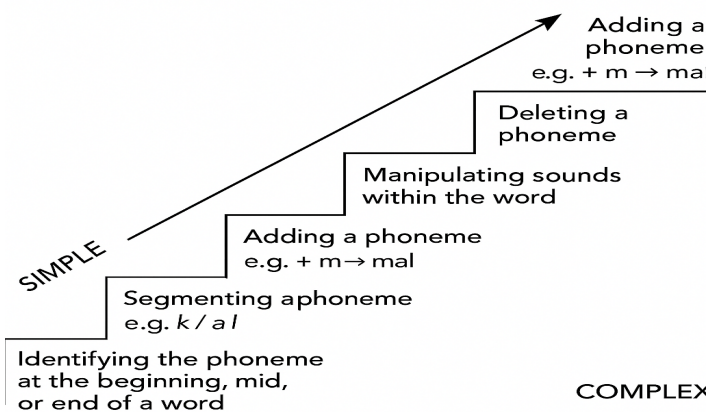 Adding a
phoneme
e.g. + m → ma
Deleting a
phoneme
Manipulating sounds
within the word
Adding a phoneme
e.g. + m → mal
SIMPLE
Segmenting aphoneme
e.g. k / a l
Identifying the phoneme
at the beginning, mid,
or end of a word
COMPLEX